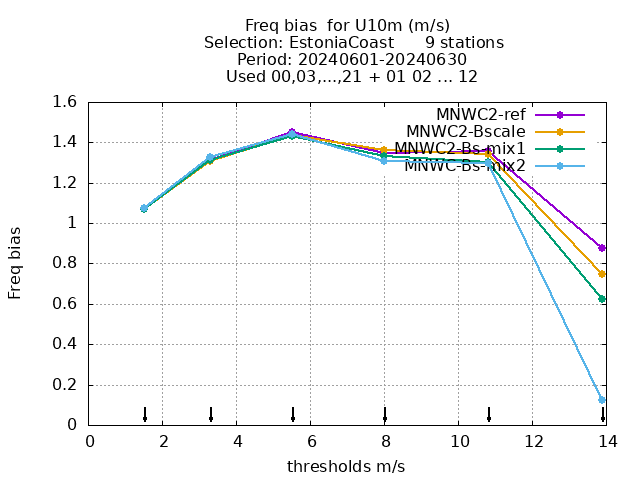 Freq bias  for U10m (m/s)
Selection: EstoniaCoast      9 stations
Period: 20240601-20240630
Used 00,03,...,21 + 01 02 ... 12
MNWC2-ref
MNWC2-Bscale
MNWC2-Bs-mix1
MNWC-Bs-mix2
Freq bias
1.6
1.4
1.2
1
0.8
0.6
0.4
0.2
0
0 2 4 6 8 10 12 14
thresholds m/s